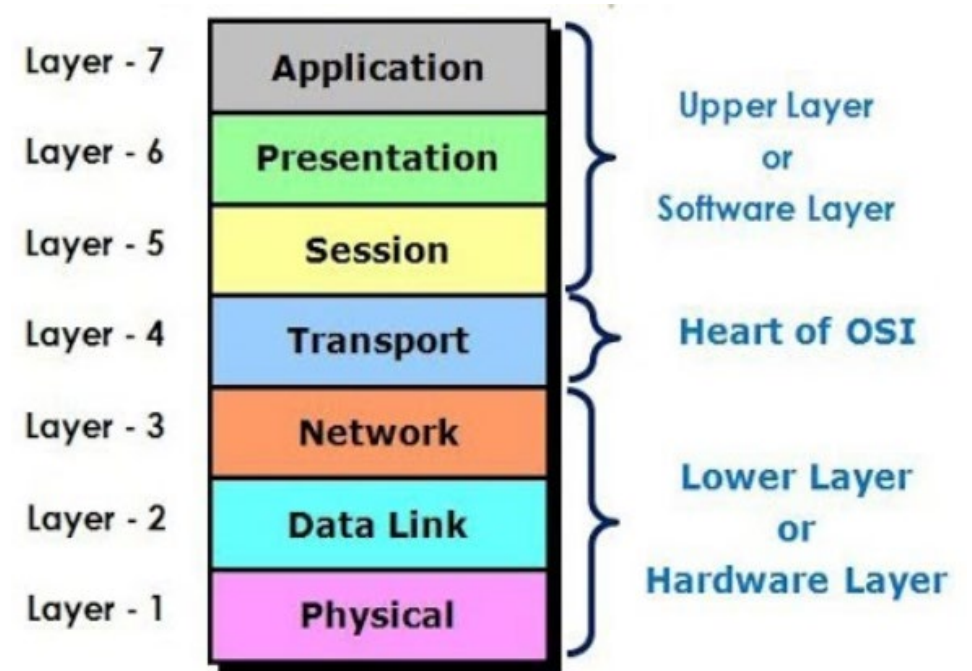 Layer - 7
Application
Layer - 6
Presentation
Layer - 5
Session
Upper Layer
or
Software Layer
Layer - 4
Transport
Heart of OSI
Layer - 3
Network
Layer - 2
Data Link
Layer - 1
Physical
Lower Layer
or
Hardware Layer